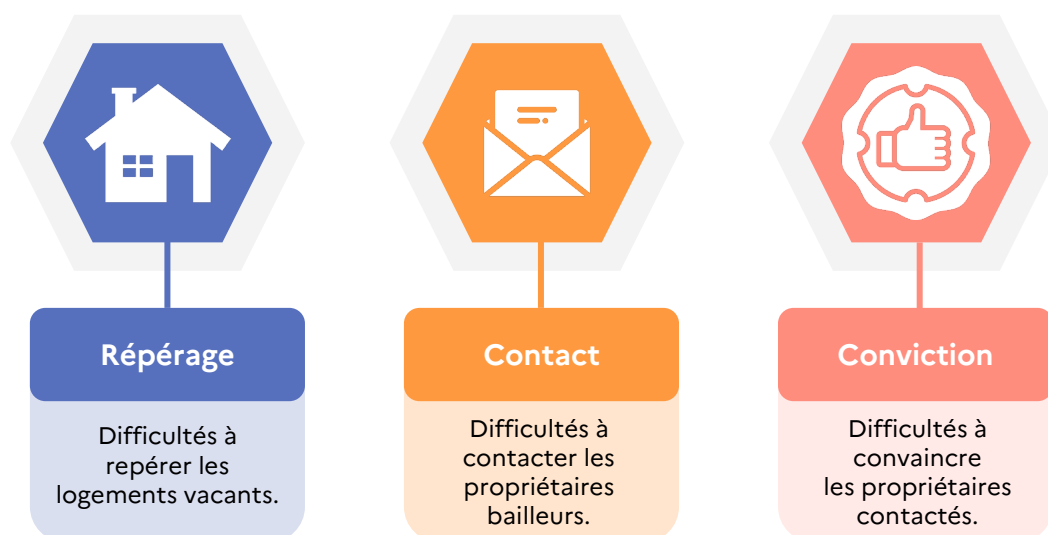 Répérage
Difficultés à
repérer les
logements vacants.
Contact
Difficultés à
contacter les
propriétaires
bailleurs.
Conviction
Difficultés à
convaincre
les propriétaires
contactés.